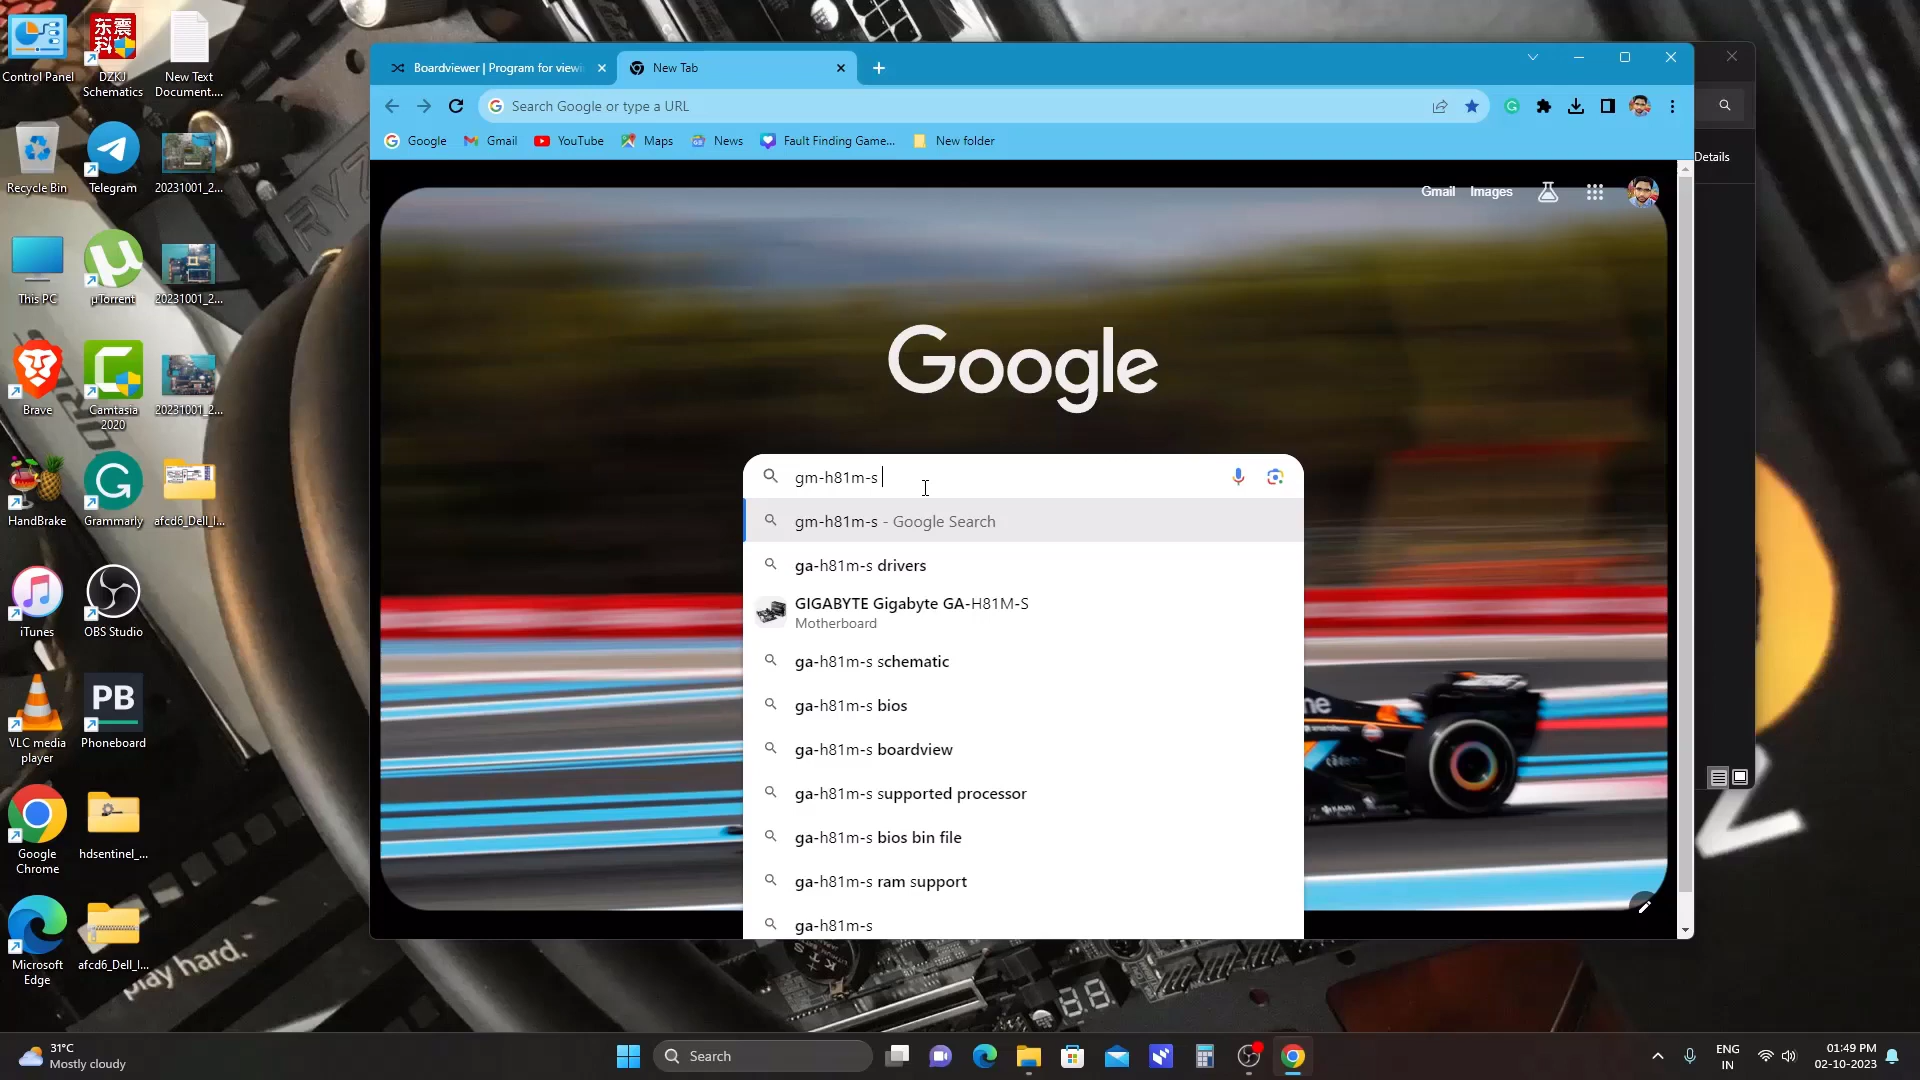 Control Panel
东震
科
DZKJ
Schematics
New Text
Document....
Recycle Bin
Telegram
20231001_2...
This PC
µTorrent
20231001_2...
Brave
Camtasia
2020
20231001_2...
HandBrake
Grammarly
afcd6_Dell_I...
iTunes
OBS Studio
PB
VLC media
player
Phoneboard
Google
Chrome
hdsentinel_...
Microsoft
Edge
afcd6_Dell_I...
play hard.
Boardviewer | Program for viewi
New Tab
Search Google or type a URL
Google
Gmail
YouTube
Maps
News
Fault Finding Game...
New folder
Details
Gmail
Images
Google
gm-h81m-s
gm-h81m-s - Google Search
ga-h81m-s drivers
GIGABYTE Gigabyte GA-H81M-S
Motherboard
ga-h81m-s schematic
ga-h81m-s bios
ga-h81m-s boardview
ga-h81m-s supported processor
ga-h81m-s bios bin file
ga-h81m-s ram support
ga-h81m-s
31°C
Mostly cloudy
Search
ENG
IN
01:49 PM
02-10-2023